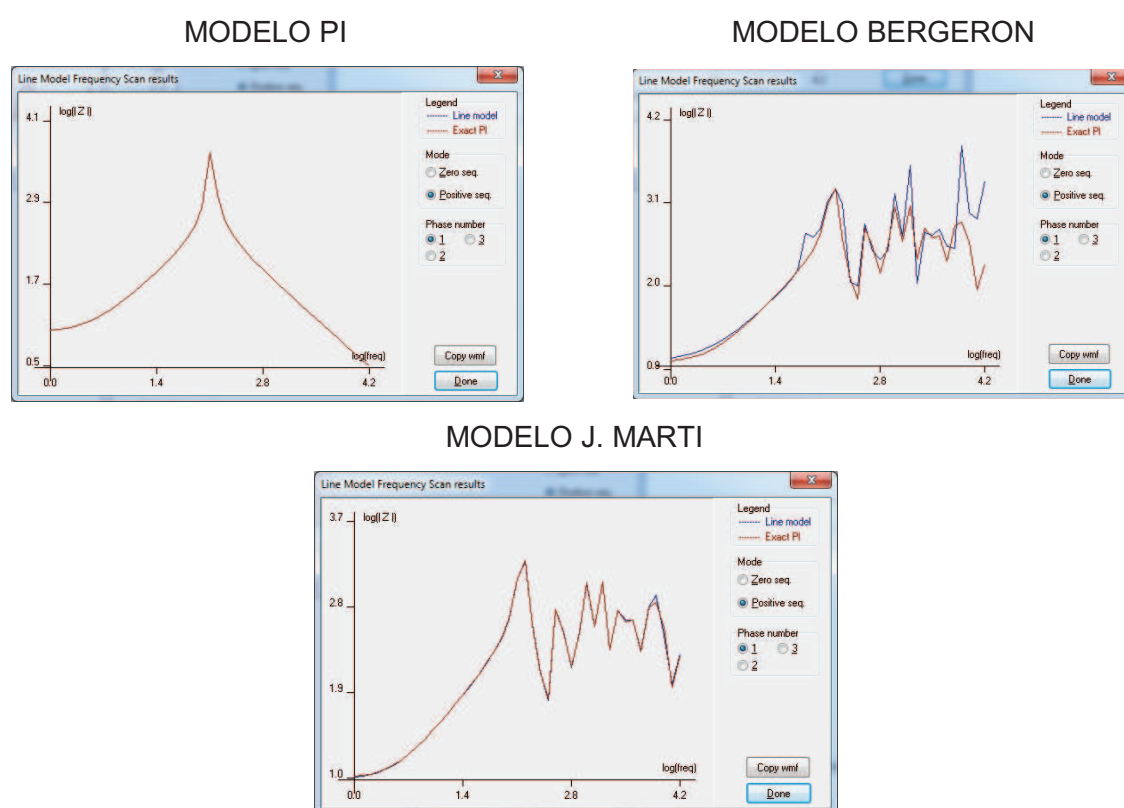 MODELO PI
MODELO BERGERON
Line Model Frequency Scan results
4.1
log(|Z|)
2.9
1.7
0.5
0.0
1.4
2.8
4.2
log(freq)
Legend
Line model
Exact PI
Mode
Zero seq.
Positive seq.
Phase number
1
3
2
Copy wmf
Done
Line Model Frequency Scan results
4.2
log(|Z|)
3.1
2.0
0.9
0.0
1.4
2.8
4.2
log(freq)
Legend
Line model
Exact PI
Mode
Zero seq.
Positive seq.
Phase number
1
3
2
Copy wmf
Done
MODELO J. MARTI
Line Model Frequency Scan results
3.7
log(|Z|)
2.8
1.9
1.0
0.0
1.4
2.8
4.2
log(freq)
Legend
Line model
Exact PI
Mode
Zero seq.
Positive seq.
Phase number
1
3
2
Copy wmf
Done